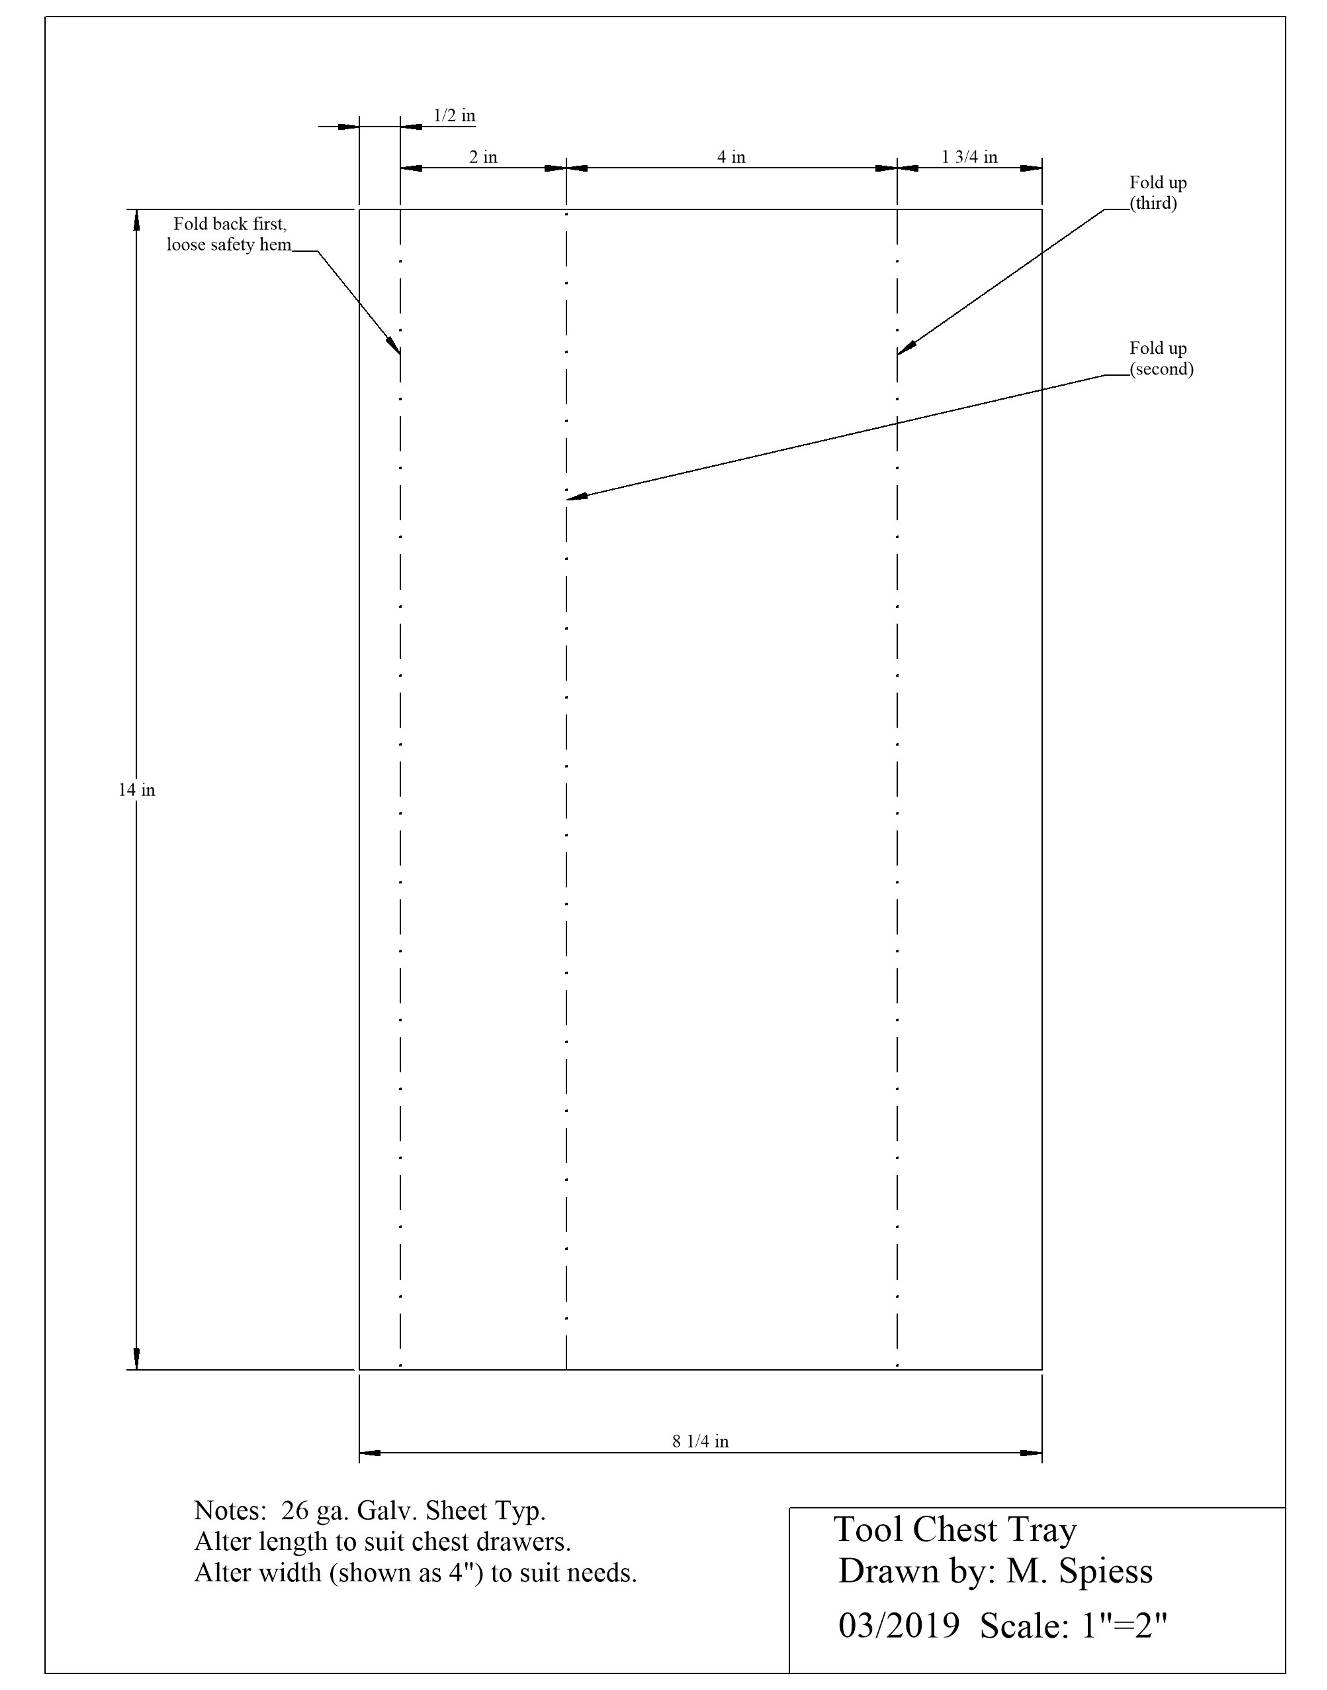 1/2 in
2 in
4 in
1 3/4 in
Fold up
(third)
Fold back first,
loose safety hem
Fold up
(second)
14 in
8 1/4 in
Notes:  26 ga. Galv. Sheet Typ.
Alter length to suit chest drawers.
Alter width (shown as 4") to suit needs.
Tool Chest Tray
Drawn by: M. Spiess
03/2019  Scale: 1"=2"